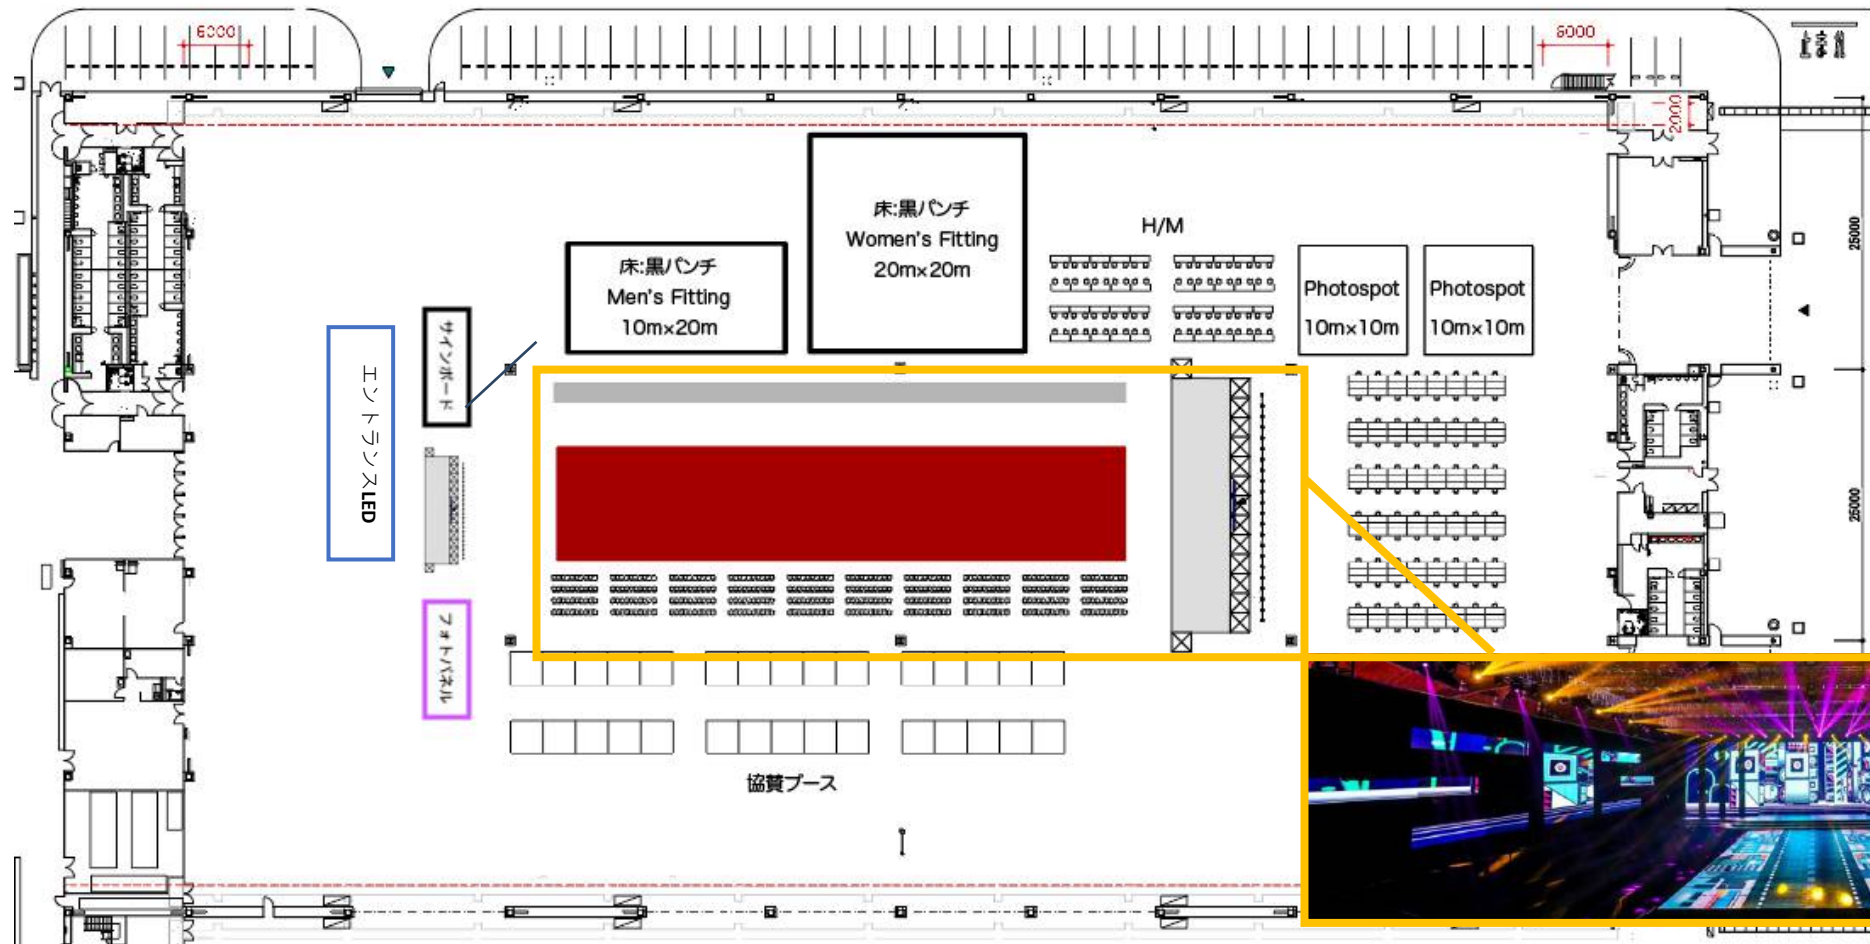 6000
6000
2000
床:黒パンチ
Women's Fitting
20m×20m
H/M
25000
床:黒パンチ
Men's Fitting
10m×20m
Photospot
10m×10m
Photospot
10m×10m
サインボード
エントランスLED
25000
フォトパネル
協賛ブース